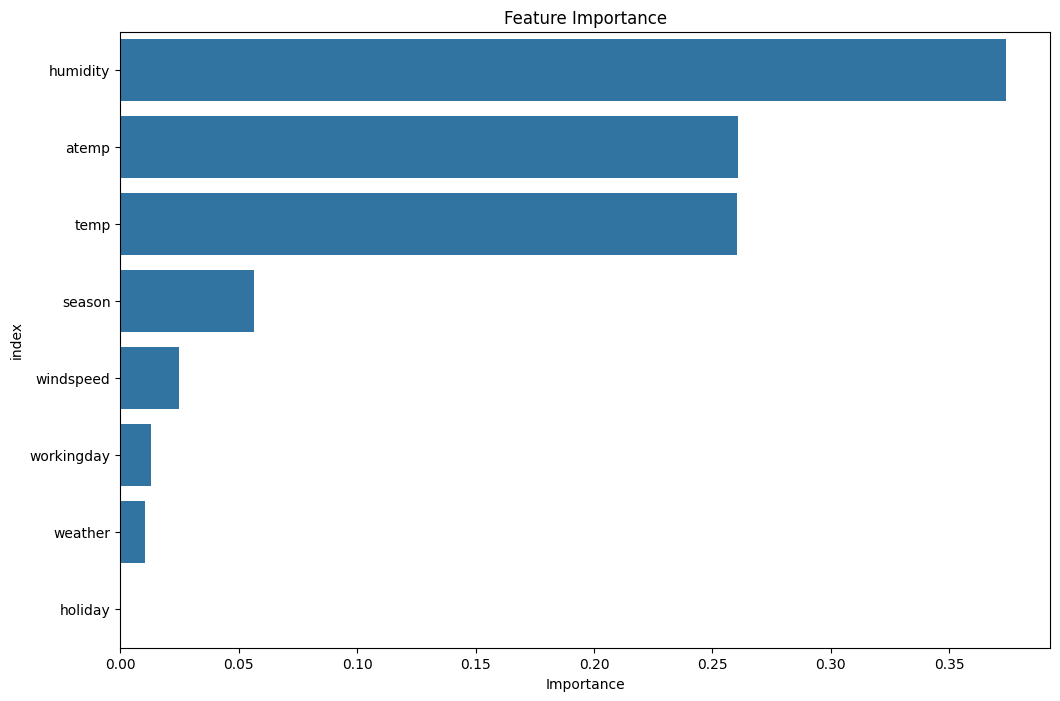 Feature Importance
humidity
atemp
temp
season
windspeed
workingday
weather
holiday
index
0.00 0.05 0.10 0.15 0.20 0.25 0.30 0.35
Importance